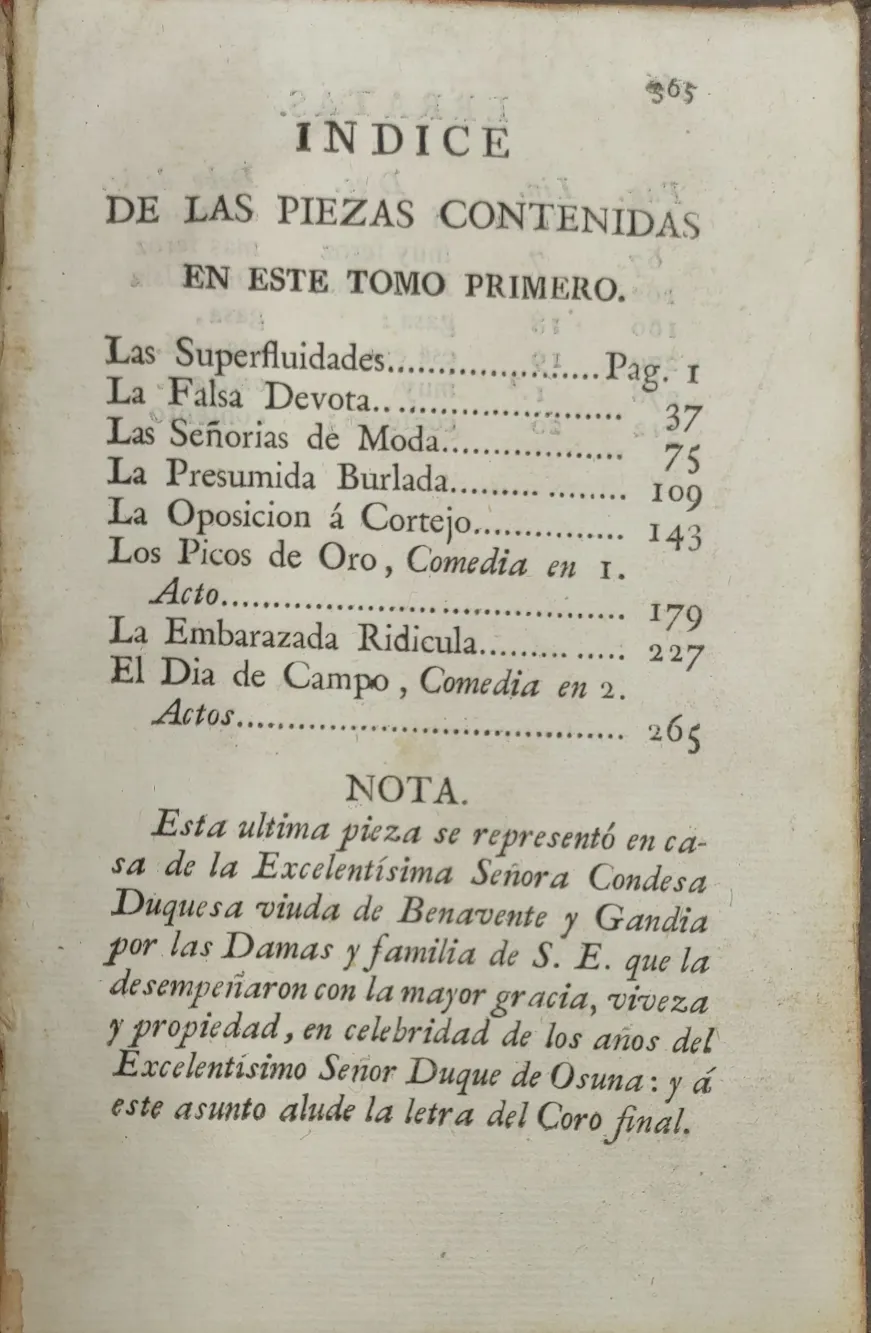 365
INDICE
DE LAS PIEZAS CONTENIDAS
EN ESTE TOMO PRIMERO.
Las Superfluidades........................Pag. 1
La Falsa Devota........................ 37
Las Señorias de Moda.................. 75
La Presumida Burlada................. 109
La Oposicion á Cortejo............... 143
Los Picos de Oro, Comedia en 1.
Acto....................................... 179
La Embarazada Ridicula.............. 227
El Dia de Campo, Comedia en 2.
Actos...................................... 265
NOTA.
Esta ultima pieza se representó en ca-
sa de la Excelentísima Señora Condesa
Duquesa viuda de Benavente y Gandia
por las Damas y familia de S. E. que la
desempeñaron con la mayor gracia, viveza
y propiedad, en celebridad de los años del
Excelentísimo Señor Duque de Osuna: y á
este asunto alude la letra del Coro final.